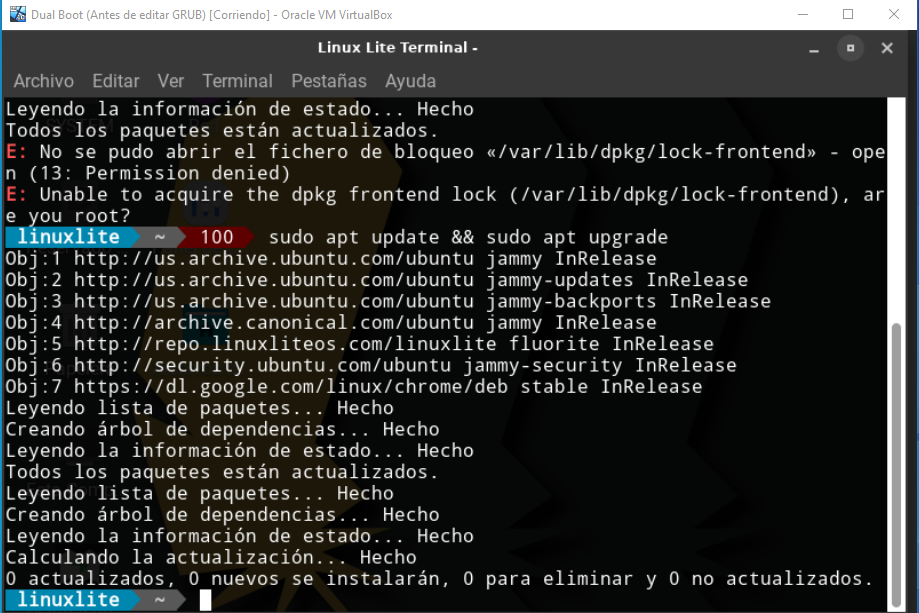 Dual Boot (Antes de editar GRUB) [Corriendo] - Oracle VM VirtualBox
Linux Lite Terminal -
Archivo Editar Ver Terminal Pestañas Ayuda
Leyendo la información de estado... Hecho
Todos los paquetes están actualizados.
E: No se pudo abrir el fichero de bloqueo «/var/lib/dpkg/lock-frontend» - ope
n (13: Permission denied)
E: Unable to acquire the dpkg frontend lock (/var/lib/dpkg/lock-frontend), ar
e you root?
linuxlite ~ 100 sudo apt update && sudo apt upgrade
Obj:1 http://us.archive.ubuntu.com/ubuntu jammy InRelease
Obj:2 http://us.archive.ubuntu.com/ubuntu jammy-updates InRelease
Obj:3 http://us.archive.ubuntu.com/ubuntu jammy-backports InRelease
Obj:4 http://archive.canonical.com/ubuntu jammy InRelease
Obj:5 http://repo.linuxliteos.com/linuxlite fluorite InRelease
Obj:6 http://security.ubuntu.com/ubuntu jammy-security InRelease
Obj:7 https://dl.google.com/linux/chrome/deb stable InRelease
Leyendo lista de paquetes... Hecho
Creando árbol de dependencias... Hecho
Leyendo la información de estado... Hecho
Todos los paquetes están actualizados.
Leyendo lista de paquetes... Hecho
Creando árbol de dependencias... Hecho
Leyendo la información de estado... Hecho
Calculando la actualización... Hecho
0 actualizados, 0 nuevos se instalarán, 0 para eliminar y 0 no actualizados.
linuxlite ~